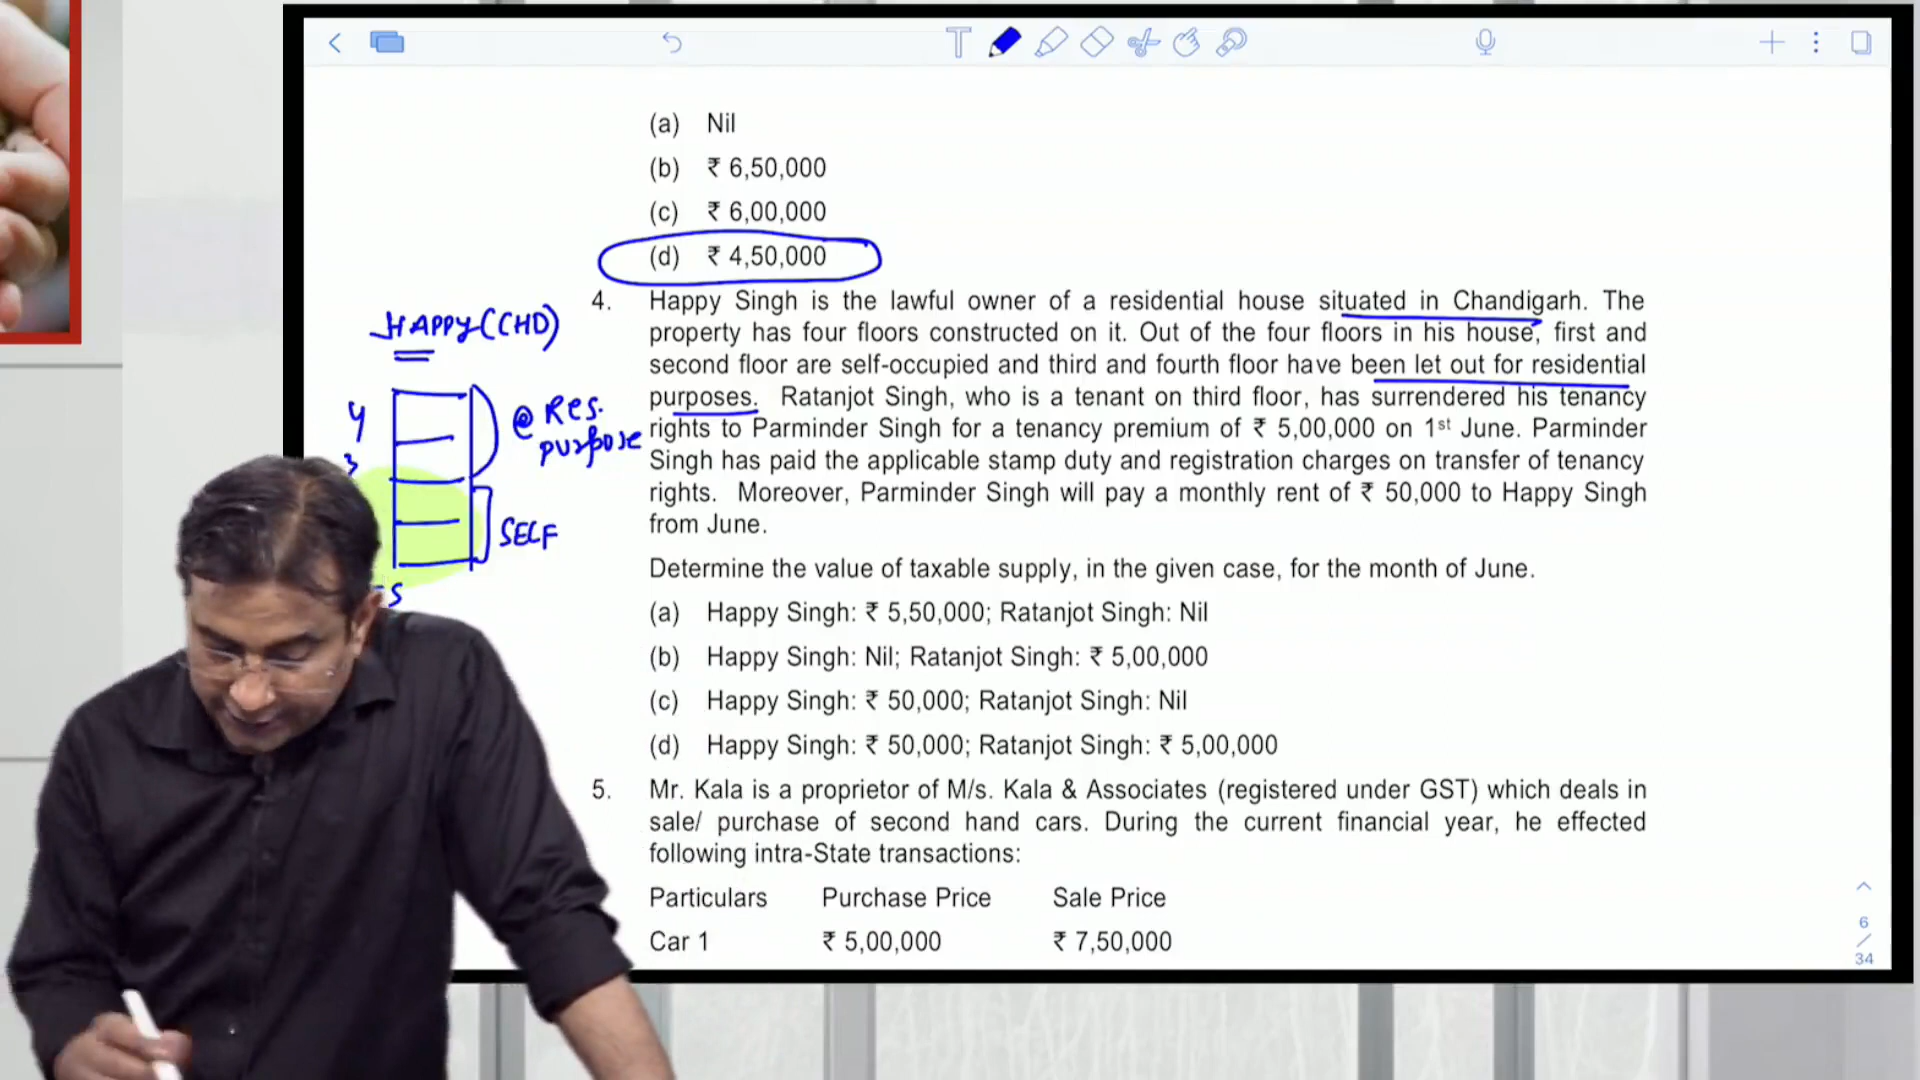 (a) Nil
(b) ₹ 6,50,000
(c) ₹ 6,00,000
(d) ₹ 4,50,000
HAPPY (CHD)
4
3
@ Res.
purpose
SELF
4. Happy Singh is the lawful owner of a residential house situated in Chandigarh. The
property has four floors constructed on it. Out of the four floors in his house, first and
second floor are self-occupied and third and fourth floor have been let out for residential
purposes. Ratanjot Singh, who is a tenant on third floor, has surrendered his tenancy
rights to Parminder Singh for a tenancy premium of ₹ 5,00,000 on 1st June. Parminder
Singh has paid the applicable stamp duty and registration charges on transfer of tenancy
rights. Moreover, Parminder Singh will pay a monthly rent of ₹ 50,000 to Happy Singh
from June.
Determine the value of taxable supply, in the given case, for the month of June.
(a) Happy Singh: ₹ 5,50,000; Ratanjot Singh: Nil
(b) Happy Singh: Nil; Ratanjot Singh: ₹ 5,00,000
(c) Happy Singh: ₹ 50,000; Ratanjot Singh: Nil
(d) Happy Singh: ₹ 50,000; Ratanjot Singh: ₹ 5,00,000
5. Mr. Kala is a proprietor of M/s. Kala & Associates (registered under GST) which deals in
sale/ purchase of second hand cars. During the current financial year, he effected
following intra-State transactions:
Particulars Purchase Price Sale Price
Car 1 ₹ 5,00,000 ₹ 7,50,000
6
/
34